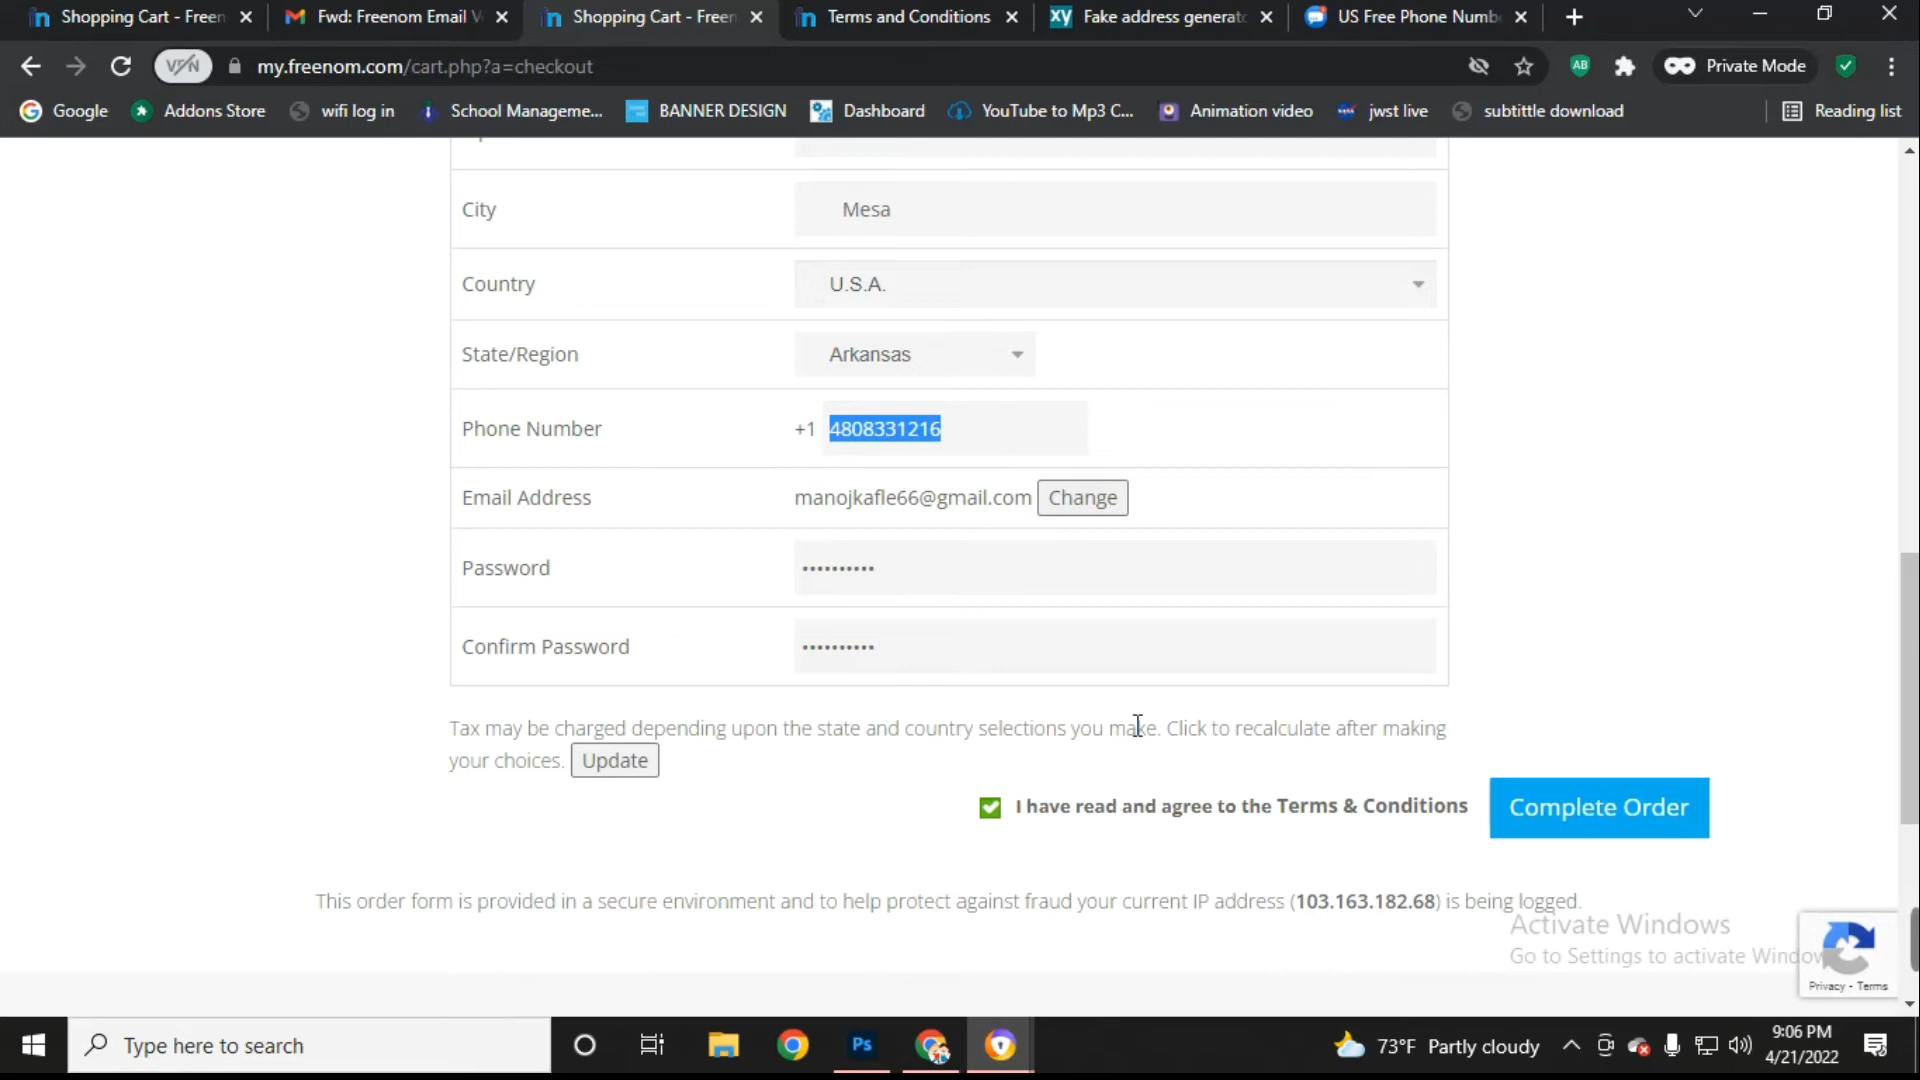 Shopping Cart - Freen
Fwd: Freenom Email V
Shopping Cart - Freen
Terms and Conditions
Fake address generato
US Free Phone Numb
VPN
my.freenom.com/cart.php?a=checkout
Private Mode
Google
Addons Store
wifi log in
School Manageme...
BANNER DESIGN
Dashboard
YouTube to Mp3 C...
Animation video
jwst live
subtittle download
Reading list
City
Mesa
Country
U.S.A.
State/Region
Arkansas
Phone Number
+1 4808331216
Email Address
manojkafle66@gmail.com Change
Password
••••••••••
Confirm Password
••••••••••
Tax may be charged depending upon the state and country selections you make. Click to recalculate after making
your choices. Update
I have read and agree to the Terms & Conditions
Complete Order
This order form is provided in a secure environment and to help protect against fraud your current IP address (103.163.182.68) is being logged.
Activate Windows
Go to Settings to activate Window
Privacy - Terms
Type here to search
Ps
73°F Partly cloudy
9:06 PM
4/21/2022